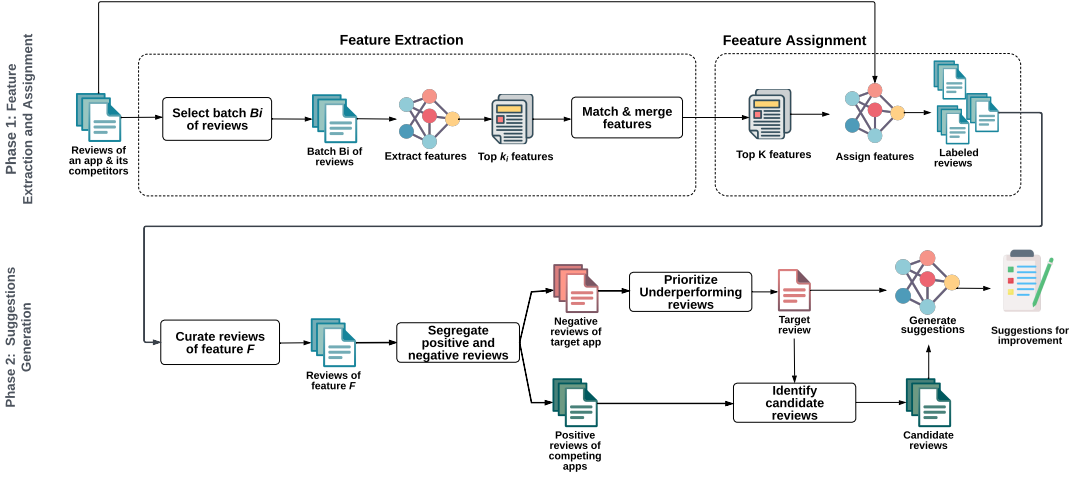 Phase 1: Feature
Extraction and Assignment
Feature Extraction
Feeature Assignment
Reviews of
an app & its
competitors
Select batch Bi
of reviews
Batch Bi of
reviews
Extract features
Top ki features
Match & merge
features
Top K features
Assign features
Labeled
reviews
Phase 2: Suggestions
Generation
Curate reviews
of feature F
Reviews of
feature F
Segregate
positive and
negative reviews
Negative
reviews of
target app
Prioritize
Underperforming
reviews
Target
review
Generate
suggestions
Suggestions for
improvement
Positive
reviews of
competing
apps
Identify
candidate
reviews
Candidate
reviews